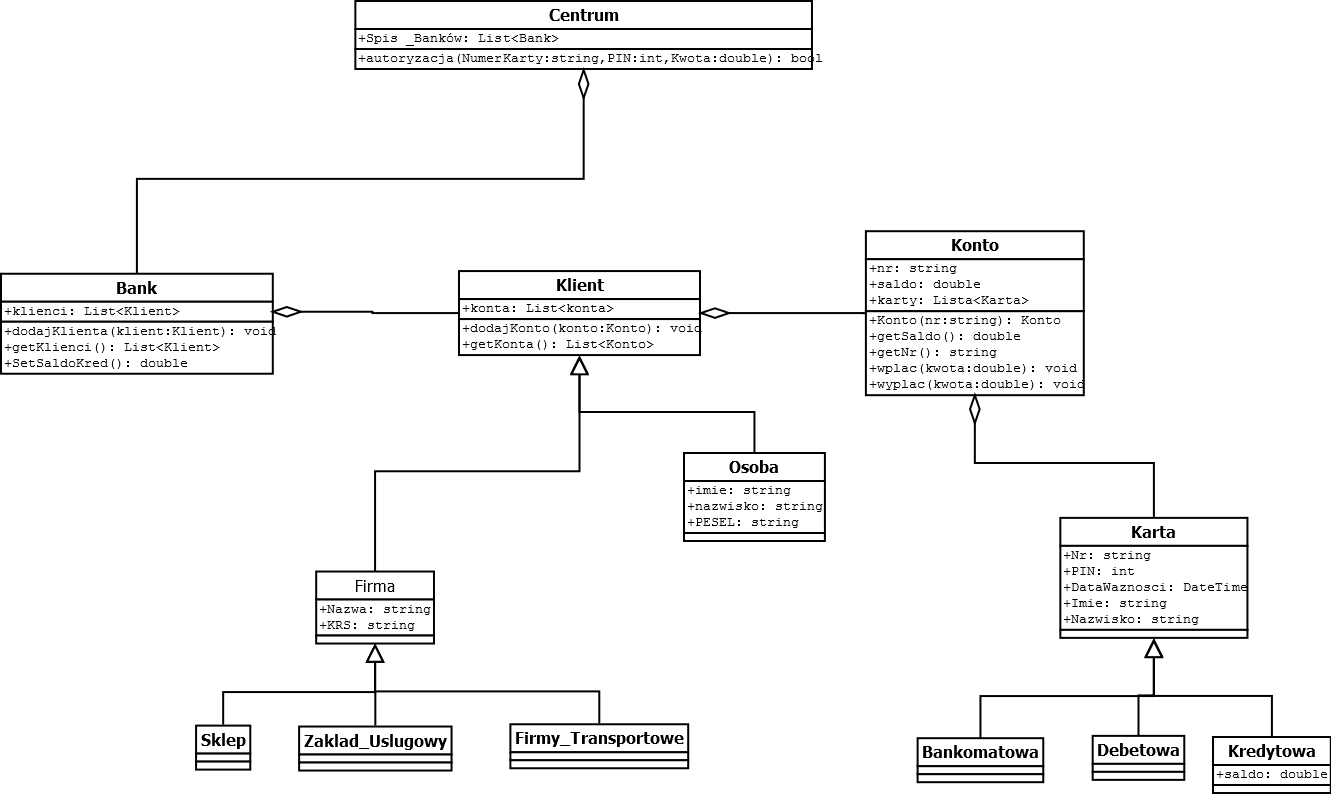 Centrum
+Spis _Banków: List<Bank>
+autoryzacja(NumerKarty:string,PIN:int,Kwota:double): bool
Bank
+klienci: List<Klient>
+dodajKlienta(klient:Klient): void
+getKlienci(): List<Klient>
+SetSaldoKred(): double
Klient
+konta: List<konta>
+dodajKonto(konto:Konto): void
+getKonta(): List<Konto>
Konto
+nr: string
+saldo: double
+karty: Lista<Karta>
+Konto(nr:string): Konto
+getSaldo(): double
+getNr(): string
+wplac(kwota:double): void
+wyplac(kwota:double): void
Osoba
+imie: string
+nazwisko: string
+PESEL: string
Firma
+Nazwa: string
+KRS: string
Karta
+Nr: string
+PIN: int
+DataWaznosci: DateTime
+Imie: string
+Nazwisko: string
Sklep
Zaklad_Uslugowy
Firmy_Transportowe
Bankomatowa
Debetowa
Kredytowa
+saldo: double